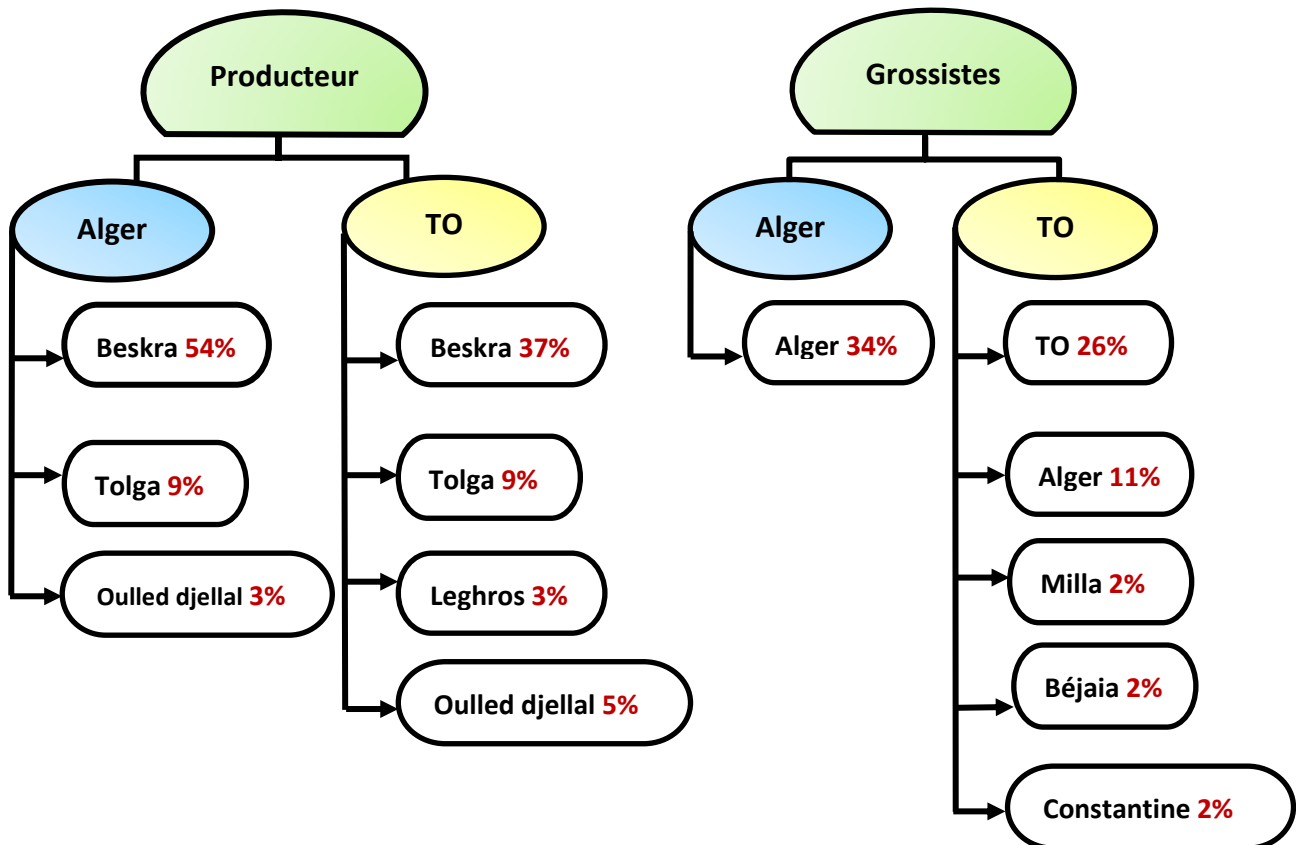 Producteur
Alger
Beskra 54%
Tolga 9%
Oulled djellal 3%
TO
Beskra 37%
Tolga 9%
Leghros 3%
Oulled djellal 5%
Grossistes
Alger
Alger 34%
TO
TO 26%
Alger 11%
Milla 2%
Béjaia 2%
Constantine 2%